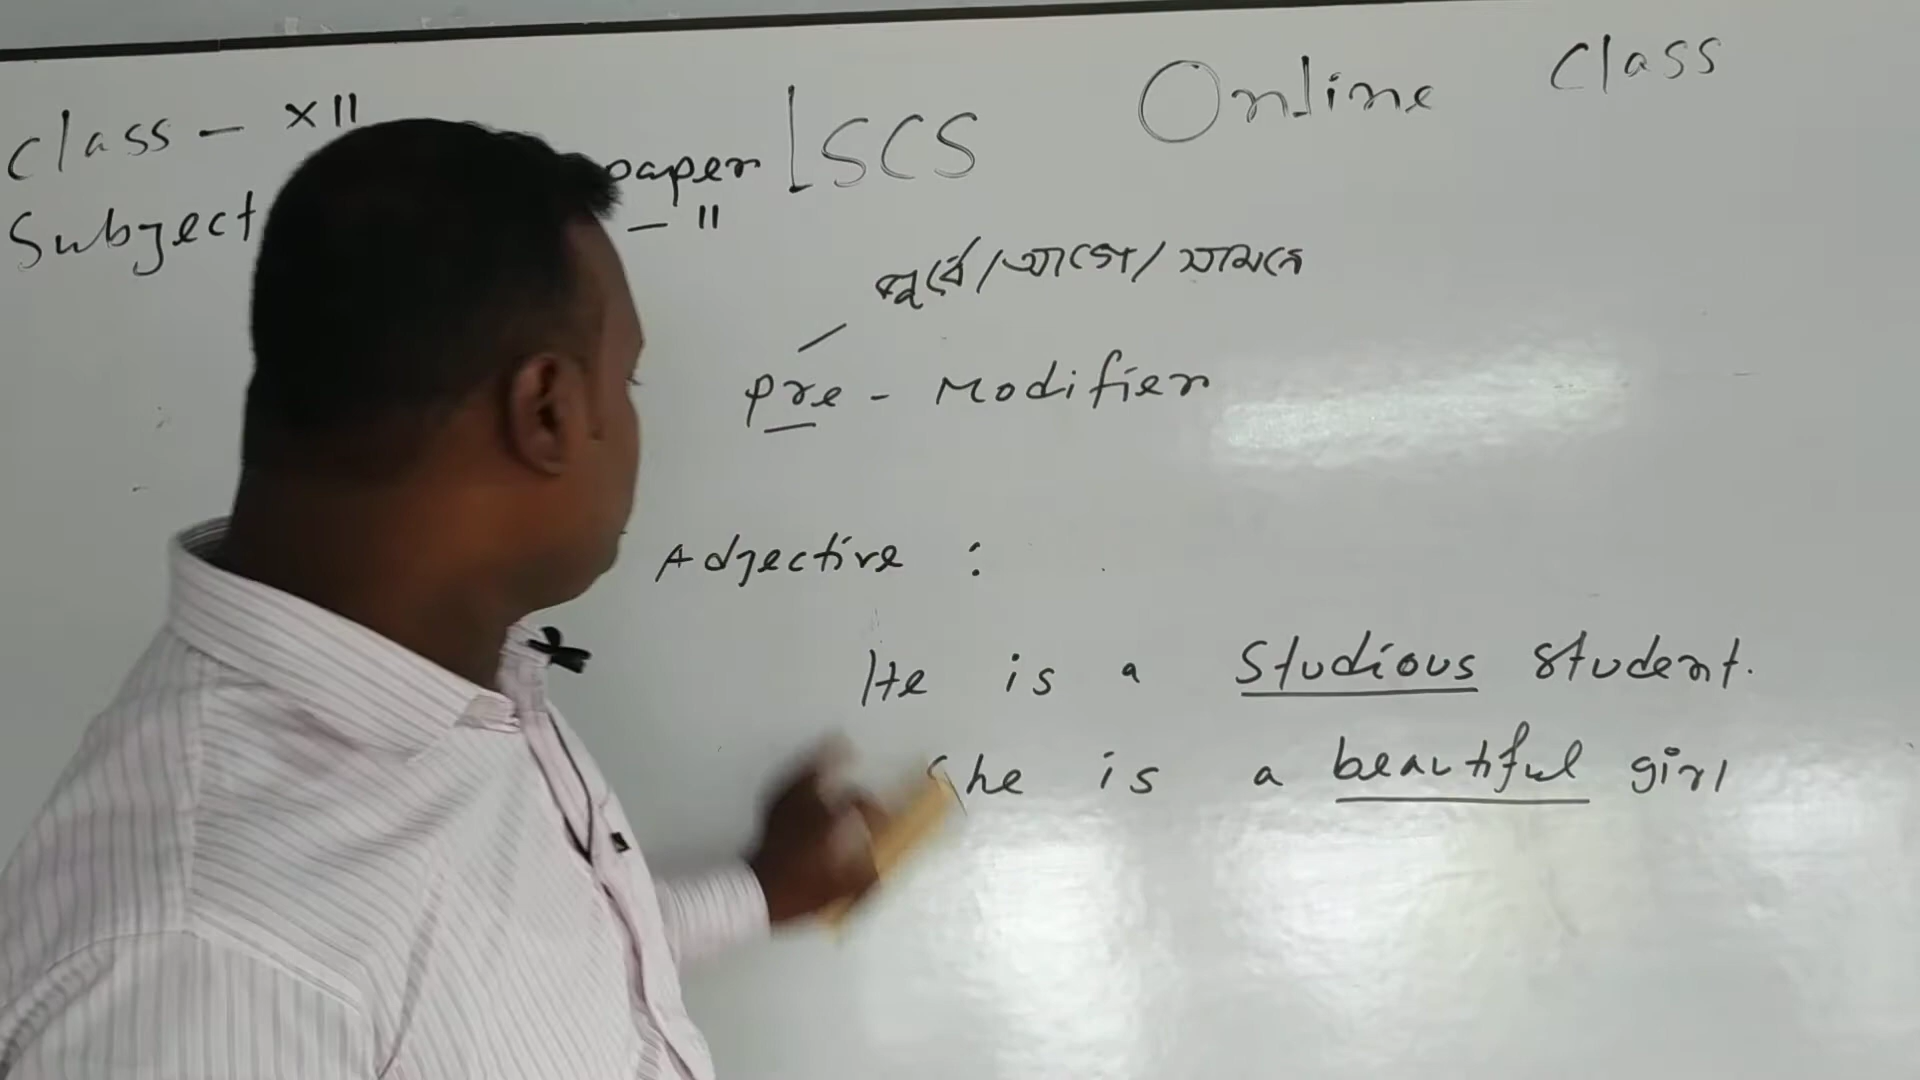 Class - XII
LSCS Online Class
Subject
paper - II
পূর্বে/আগে/সামনে
Pre - Modifier
Adjective :
He is a Studious student.
She is a beautiful girl